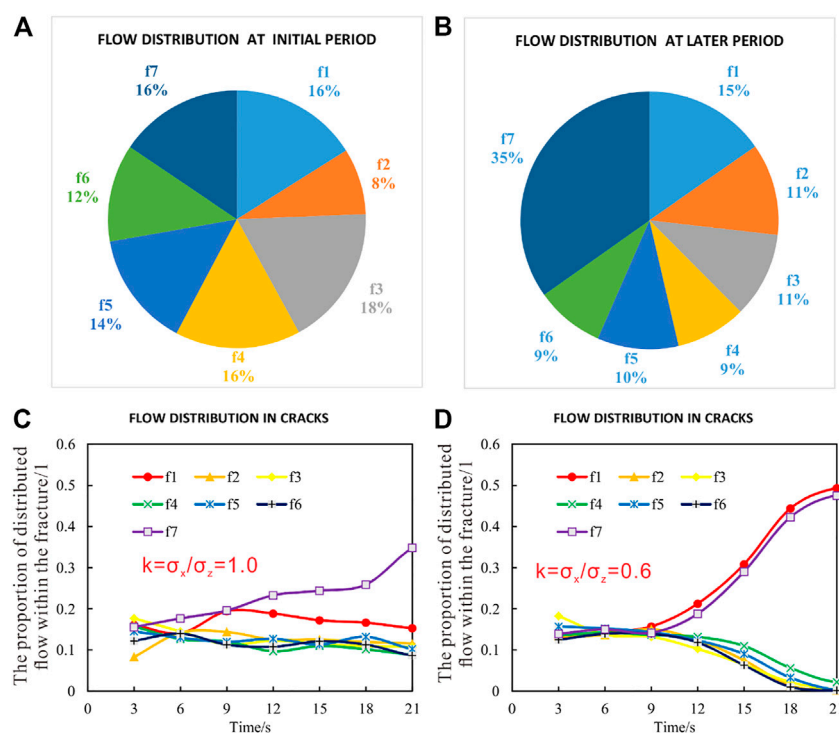 A
FLOW DISTRIBUTION AT INITIAL PERIOD
f7
16%
f1
16%
f2
8%
f6
12%
f3
18%
f5
14%
f4
16%
B
FLOW DISTRIBUTION AT LATER PERIOD
f1
15%
f7
35%
f2
11%
f3
11%
f6
9%
f5
10%
f4
9%
C
FLOW DISTRIBUTION IN CRACKS
The proportion of distributed
flow within the fracture/1
0.6
0.5
0.4
0.3
0.2
0.1
0
f1 f2 f3
f4 f5 f6
f7
k=σx/σz=1.0
0 3 6 9 12 15 18 21
Time/s
D
FLOW DISTRIBUTION IN CRACKS
The proportion of distributed
flow within the fracture/1
0.6
0.5
0.4
0.3
0.2
0.1
0
f1 f2 f3
f4 f5 f6
f7
k=σx/σz=0.6
0 3 6 9 12 15 18 2
Time/s